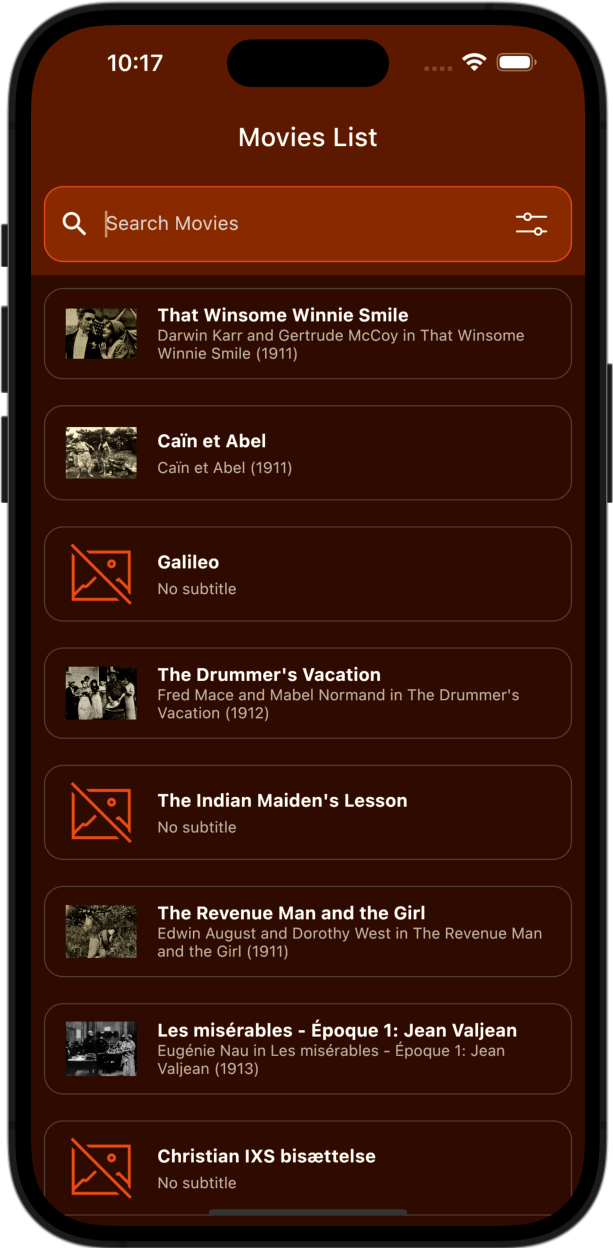 10:17
Movies List
Search Movies
That Winsome Winnie Smile
Darwin Karr and Gertrude McCoy in That Winsome
Winnie Smile (1911)
Caïn et Abel
Caïn et Abel (1911)
Galileo
No subtitle
The Drummer's Vacation
Fred Mace and Mabel Normand in The Drummer's
Vacation (1912)
The Indian Maiden's Lesson
No subtitle
The Revenue Man and the Girl
Edwin August and Dorothy West in The Revenue Man
and the Girl (1911)
Les misérables - Époque 1: Jean Valjean
Eugénie Nau in Les misérables - Époque 1: Jean
Valjean (1913)
Christian IXS bisættelse
No subtitle